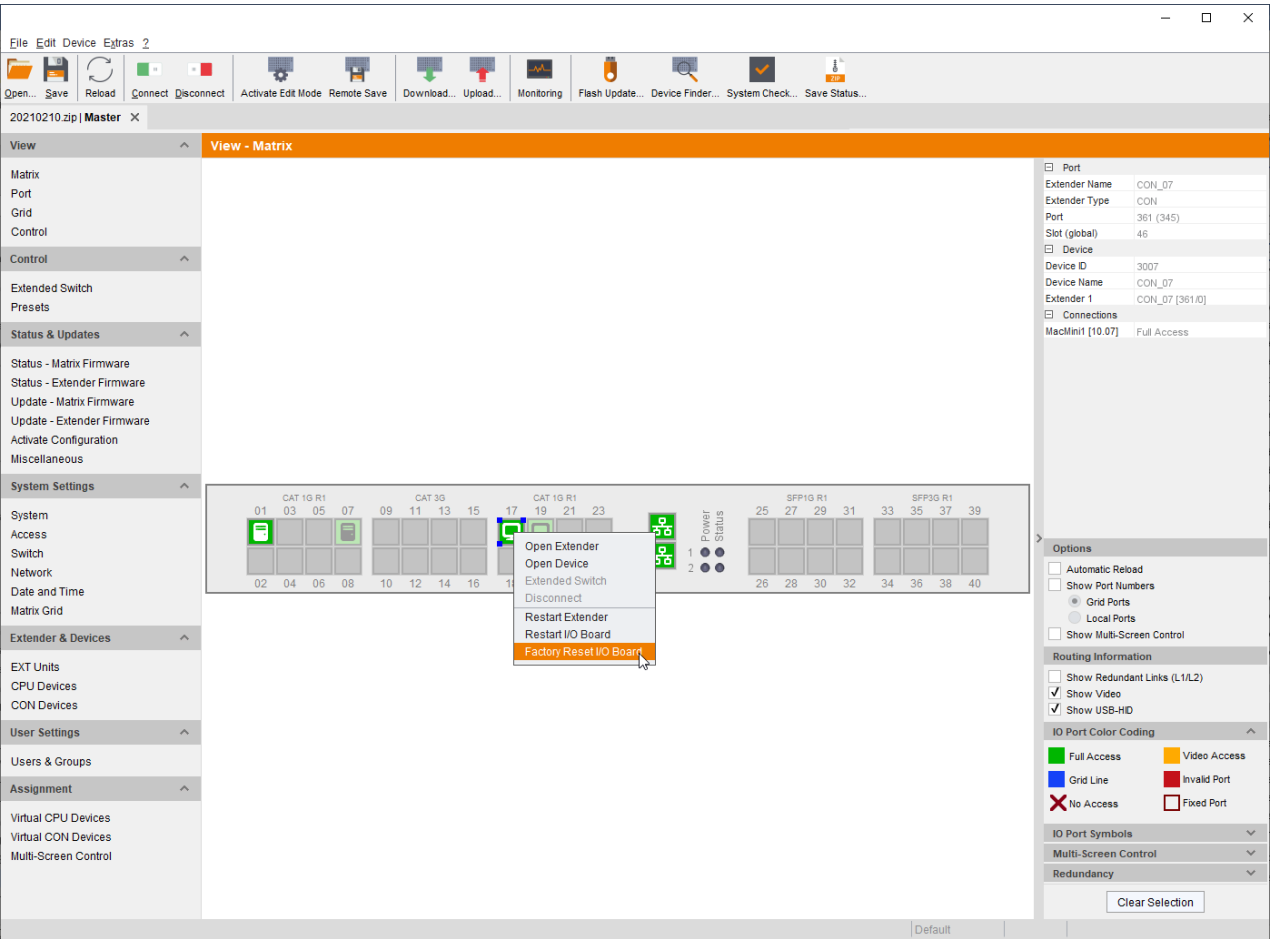 File Edit Device Extras ?
Open... Save Reload Connect Disconnect Activate Edit Mode Remote Save Download... Upload... Monitoring Flash Update... Device Finder... System Check... ZIP Save Status...
20210210.zip | Master
View
Matrix
Port
Grid
Control
Control
Extended Switch
Presets
Status & Updates
Status - Matrix Firmware
Status - Extender Firmware
Update - Matrix Firmware
Update - Extender Firmware
Activate Configuration
Miscellaneous
System Settings
System
Access
Switch
Network
Date and Time
Matrix Grid
Extender & Devices
EXT Units
CPU Devices
CON Devices
User Settings
Users & Groups
Assignment
Virtual CPU Devices
Virtual CON Devices
Multi-Screen Control
View - Matrix
CAT 1G R1 CAT 3G CAT 1G R1 SFP1G R1 SFP3G R1
01 03 05 07 09 11 13 15 17 19 21 23 Power Status 25 27 29 31 33 35 37 39
1
2
02 04 06 08 10 12 14 16 26 28 30 32 34 36 38 40
Open Extender
Open Device
Extended Switch
Disconnect
Restart Extender
Restart I/O Board
Factory Reset I/O Board
Port
Extender Name CON_07
Extender Type CON
Port 361 (345)
Slot (global) 46
Device
Device ID 3007
Device Name CON_07
Extender 1 CON_07 [361/0]
Connections
MacMini1 [10.07] Full Access
Options
Automatic Reload
Show Port Numbers
Grid Ports
Local Ports
Show Multi-Screen Control
Routing Information
Show Redundant Links (L1/L2)
Show Video
Show USB-HID
IO Port Color Coding
Full Access Video Access
Grid Line Invalid Port
No Access Fixed Port
IO Port Symbols
Multi-Screen Control
Redundancy
Clear Selection
Default